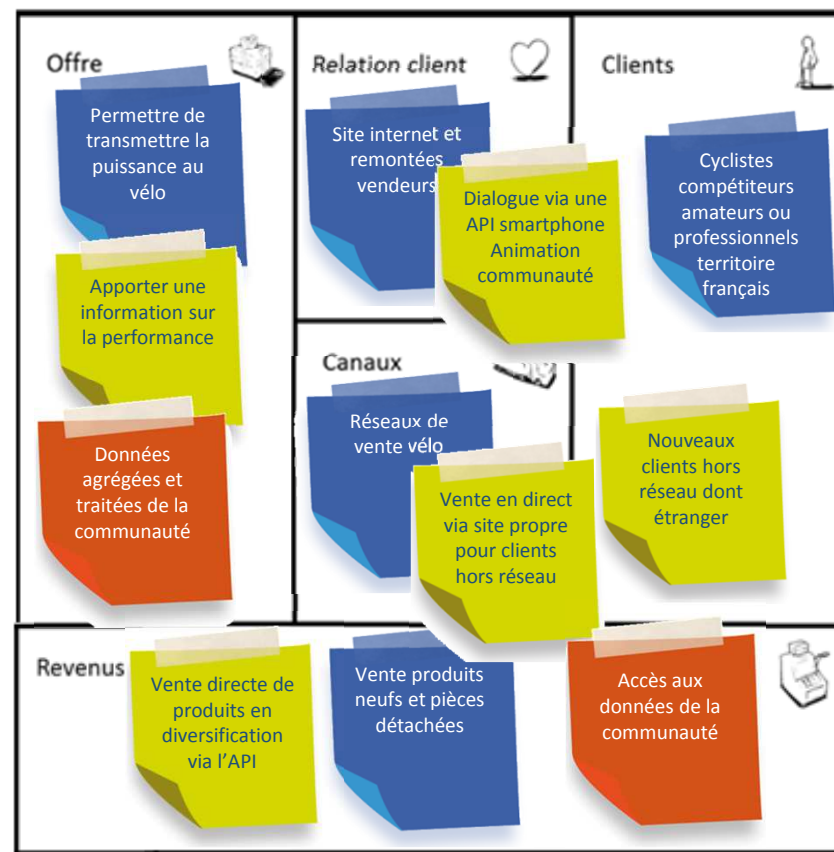 Offre
Permettre de
transmettre la
puissance au
vélo
Apporter une
information sur
la performance
Données
agrégées et
traitées de la
communauté
Relation client
Site internet et
remontées
vendeurs
Dialogue via une
API smartphone
Animation
communauté
Clients
Cyclistes
compétiteurs
amateurs ou
professionnels
territoire
français
Canaux
Réseaux de
vente vélo
Vente en direct
via site propre
pour clients
hors réseau
Nouveaux
clients hors
réseau dont
étranger
Revenus
Vente directe de
produits en
diversification
via l’API
Vente produits
neufs et pièces
détachées
Accès aux
données de la
communauté